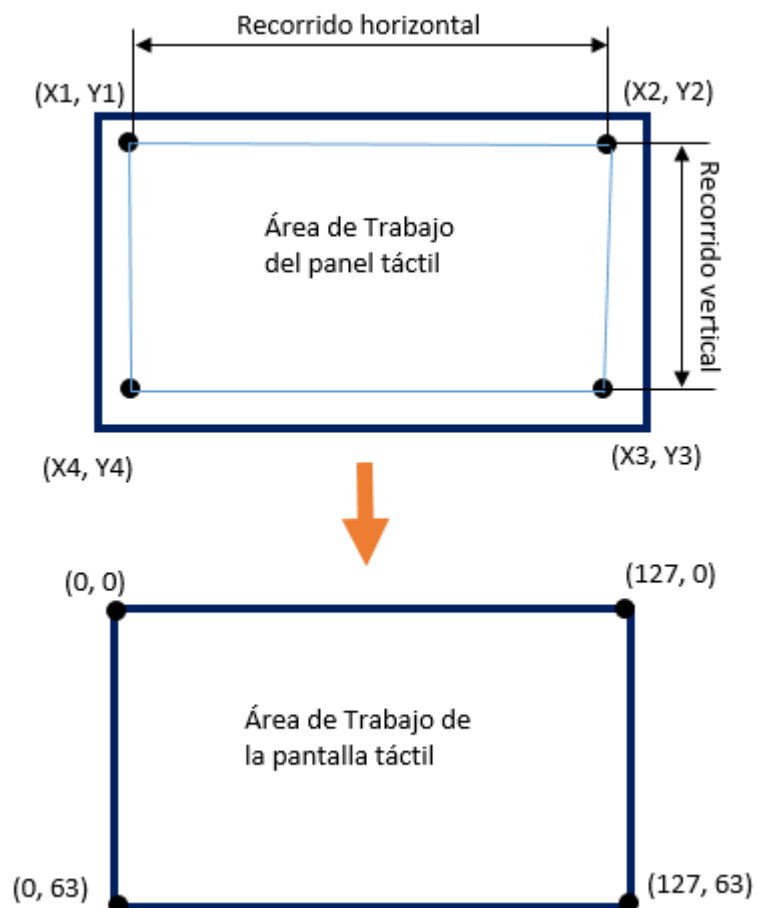 Recorrido horizontal
(X1, Y1)
(X2, Y2)
Área de Trabajo
del panel táctil
Recorrido vertical
(X4, Y4)
(X3, Y3)
(0, 0)
(127, 0)
Área de Trabajo de
la pantalla táctil
(0, 63)
(127, 63)